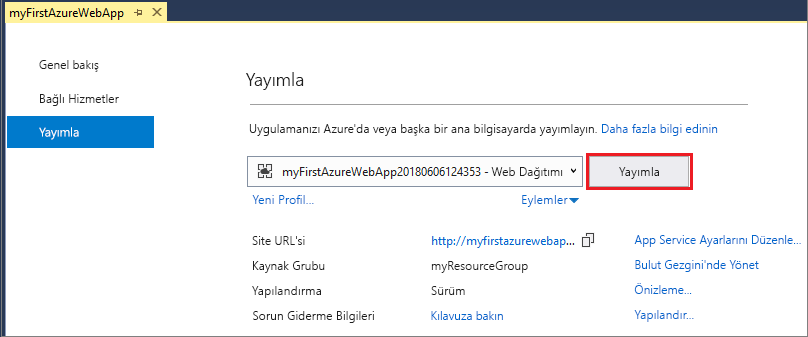 myFirstAzureWebApp
Genel bakış
Bağlı Hizmetler
Yayımla
Yayımla
Uygulamanızı Azure'da veya başka bir ana bilgisayarda yayımlayın. Daha fazla bilgi edinin
myFirstAzureWebApp20180606124353 - Web Dağıtımı
Yayımla
Yeni Profil...
Eylemler
Site URL'si
http://myfirstazurewebap...
App Service Ayarlarını Düzenle...
Kaynak Grubu
myResourceGroup
Bulut Gezgini'nde Yönet
Yapılandırma
Sürüm
Önizleme...
Sorun Giderme Bilgileri
Kılavuza bakın
Yapılandır...